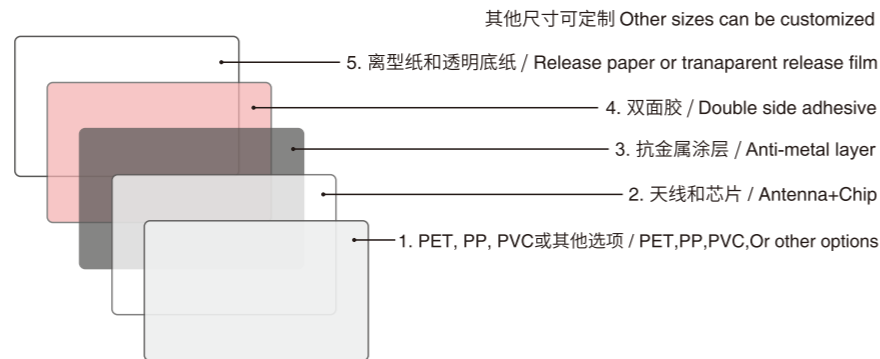 其他尺寸可定制 Other sizes can be customized
5. 离型纸和透明底纸 / Release paper or tranaparent release film
4. 双面胶 / Double side adhesive
3. 抗金属涂层 / Anti-metal layer
2. 天线和芯片 / Antenna+Chip
1. PET, PP, PVC或其他选项 / PET,PP,PVC,Or other options